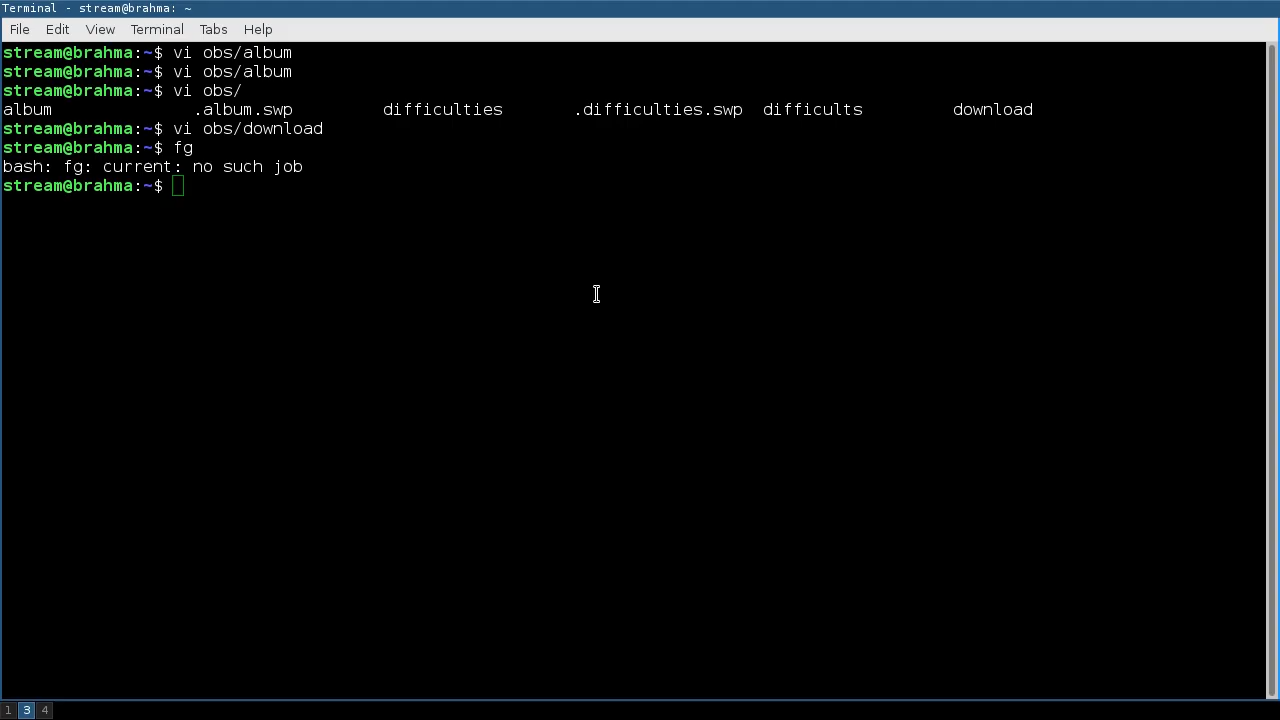 Terminal - stream@brahma: ~
File Edit View Terminal Tabs Help
stream@brahma:~$ vi obs/album
stream@brahma:~$ vi obs/album
stream@brahma:~$ vi obs/
album .album.swp difficulties .difficulties.swp difficults download
stream@brahma:~$ vi obs/download
stream@brahma:~$ fg
bash: fg: current: no such job
stream@brahma:~$
1 3 4